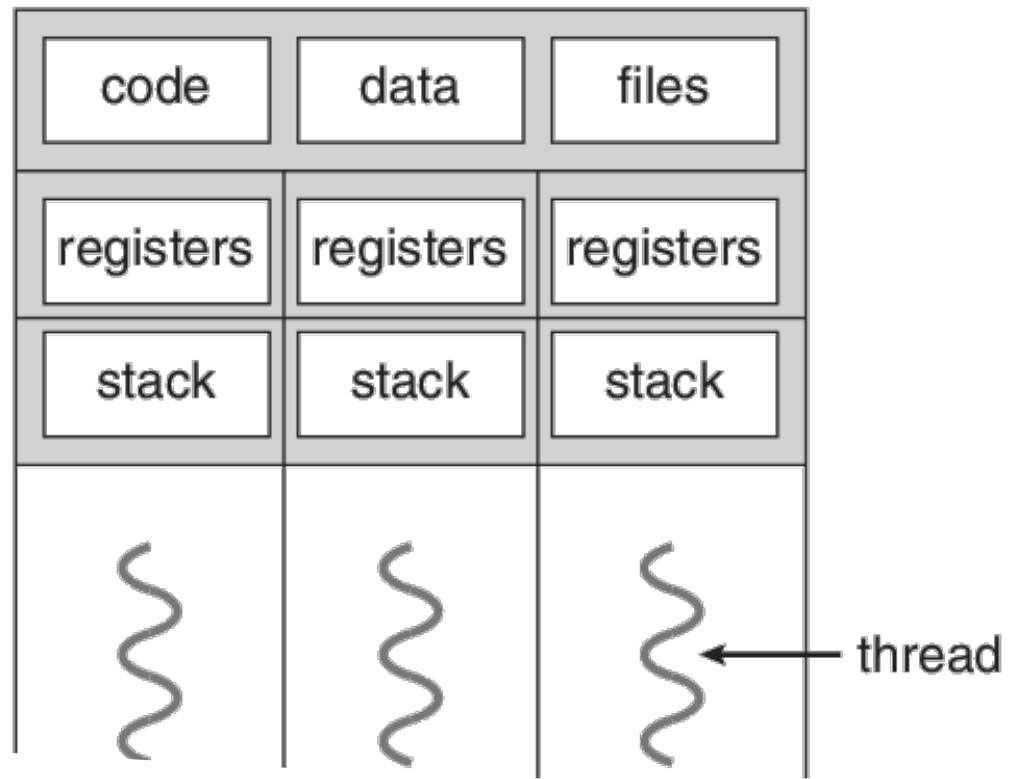 code data files
registers registers registers
stack stack stack
thread